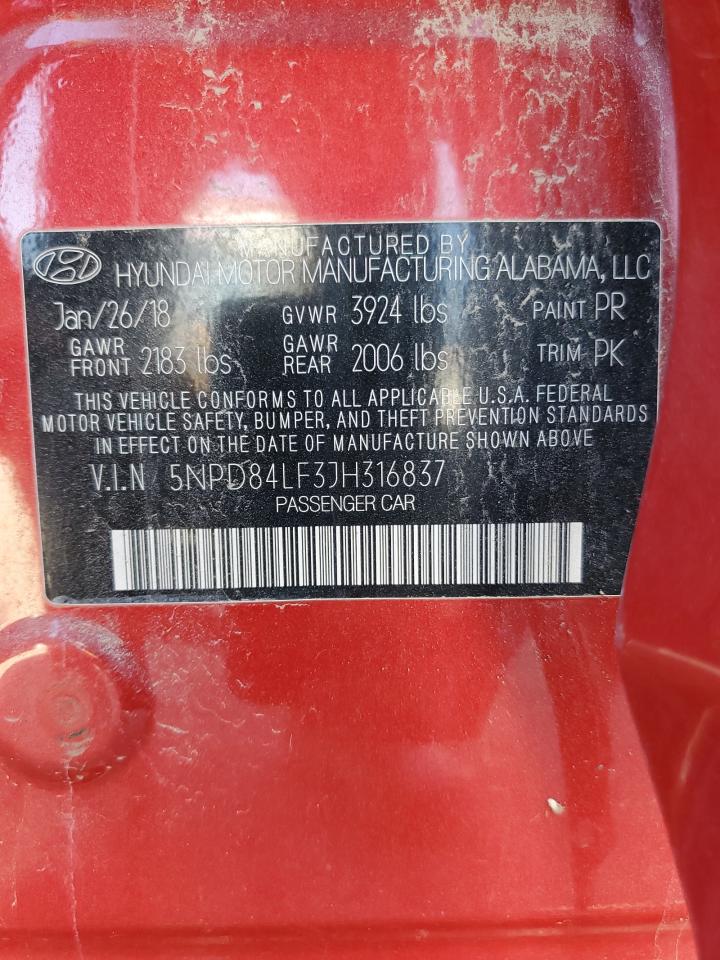 MANUFACTURED BY
HYUNDAI MOTOR MANUFACTURING ALABAMA, LLC
Jan/26/18 GVWR 3924 lbs PAINT PR
GAWR FRONT 2183 lbs GAWR REAR 2006 lbs TRIM PK
THIS VEHICLE CONFORMS TO ALL APPLICABLE U.S.A. FEDERAL
MOTOR VEHICLE SAFETY, BUMPER, AND THEFT PREVENTION STANDARDS
IN EFFECT ON THE DATE OF MANUFACTURE SHOWN ABOVE
V.I.N 5NPD84LF3JH316837
PASSENGER CAR